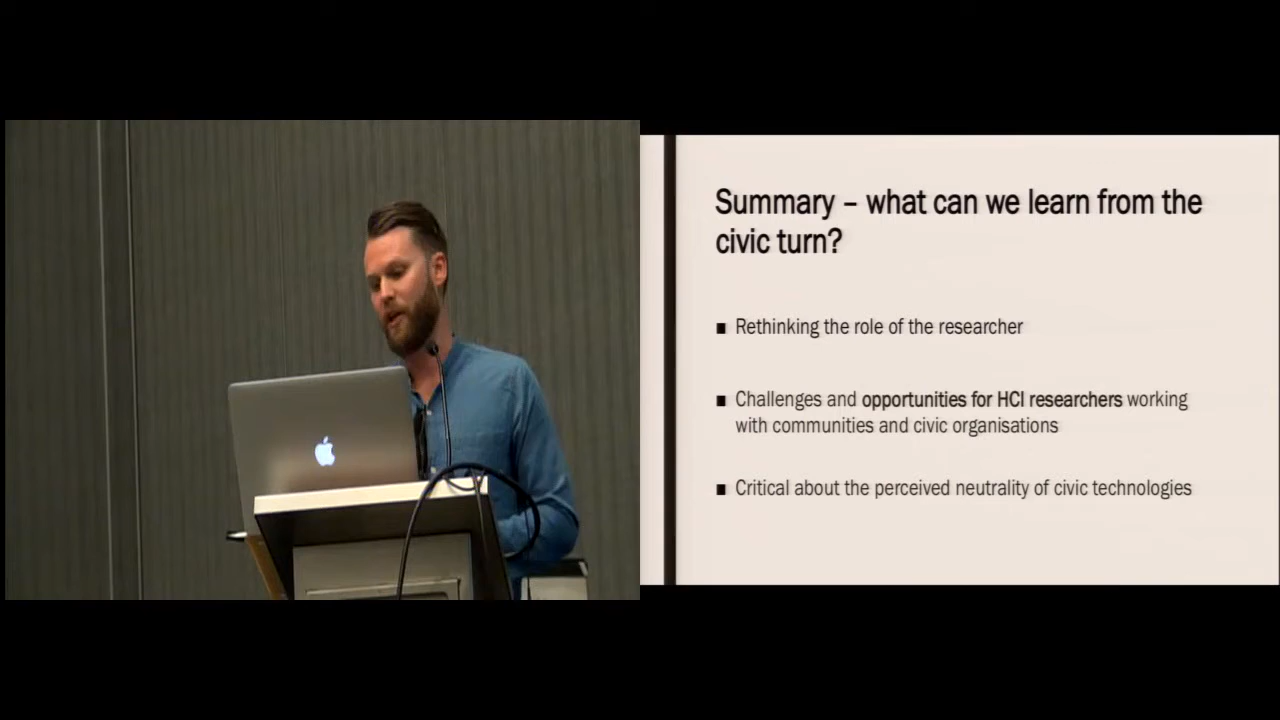 Summary – what can we learn from the
civic turn?
■ Rethinking the role of the researcher
■ Challenges and opportunities for HCI researchers working
with communities and civic organisations
■ Critical about the perceived neutrality of civic technologies